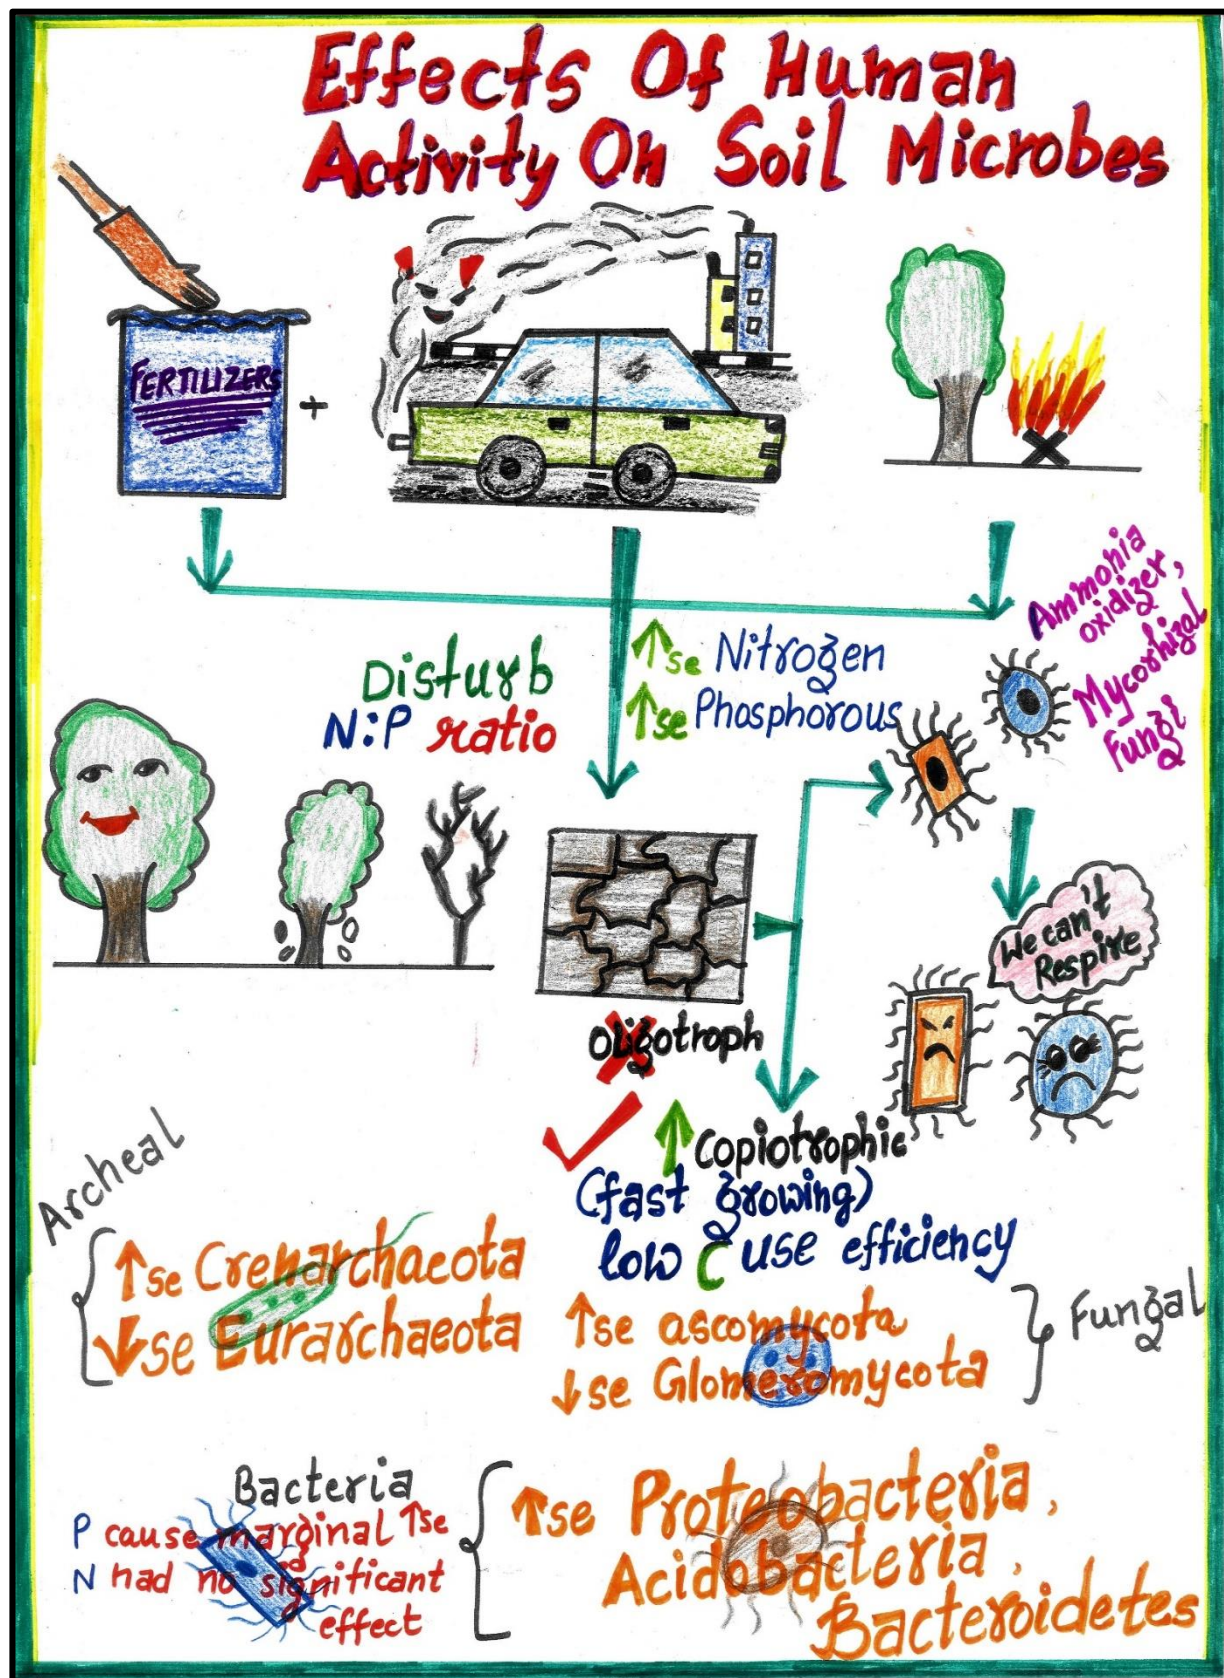 Effects Of Human
Activity On Soil Microbes
FERTILIZERS
+
Ammonia
oxidizer,
Mycorhizal
Fungi
Disturb
N:P ratio
↑se Nitrogen
↑se Phosphorous
We can't
Respire
Oligotroph
↑ Copiotrophic
(fast growing)
low C use efficiency
Archeal
↑se Crenarchaeota
↓se Eurarchaeota
↑se ascomycota
↓se Glomeromycota
Fungal
Bacteria
P cause marginal ↑se
N had no significant
effect
↑se Proteobacteria,
Acidobacteria,
Bacteroidetes